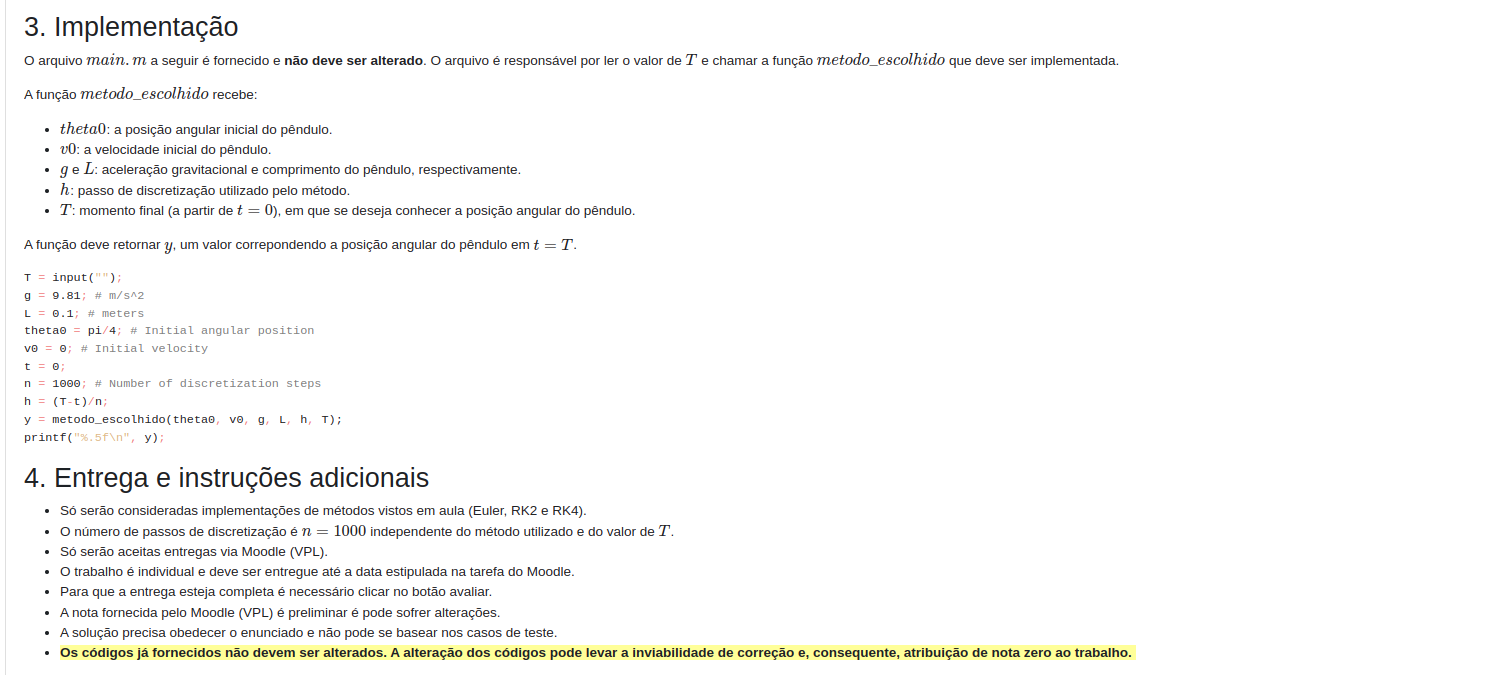 3. Implementação
O arquivo main.m a seguir é fornecido e não deve ser alterado. O arquivo é responsável por ler o valor de T e chamar a função metodo_escolhido que deve ser implementada.
A função metodo_escolhido recebe:
• theta0: a posição angular inicial do pêndulo.
• v0: a velocidade inicial do pêndulo.
• g e L: aceleração gravitacional e comprimento do pêndulo, respectivamente.
• h: passo de discretização utilizado pelo método.
• T: momento final (a partir de t = 0), em que se deseja conhecer a posição angular do pêndulo.
A função deve retornar y, um valor correpondendo a posição angular do pêndulo em t = T.
T = input("");
g = 9.81; # m/s^2
L = 0.1; # meters
theta0 = pi/4; # Initial angular position
v0 = 0; # Initial velocity
t = 0;
n = 1000; # Number of discretization steps
h = (T-t)/n;
y = metodo_escolhido(theta0, v0, g, L, h, T);
printf("%.5f\n", y);
4. Entrega e instruções adicionais
• Só serão consideradas implementações de métodos vistos em aula (Euler, RK2 e RK4).
• O número de passos de discretização é n = 1000 independente do método utilizado e do valor de T.
• Só serão aceitas entregas via Moodle (VPL).
• O trabalho é individual e deve ser entregue até a data estipulada na tarefa do Moodle.
• Para que a entrega esteja completa é necessário clicar no botão avaliar.
• A nota fornecida pelo Moodle (VPL) é preliminar é pode sofrer alterações.
• A solução precisa obedecer o enunciado e não pode se basear nos casos de teste.
• Os códigos já fornecidos não devem ser alterados. A alteração dos códigos pode levar a inviabilidade de correção e, consequente, atribuição de nota zero ao trabalho.